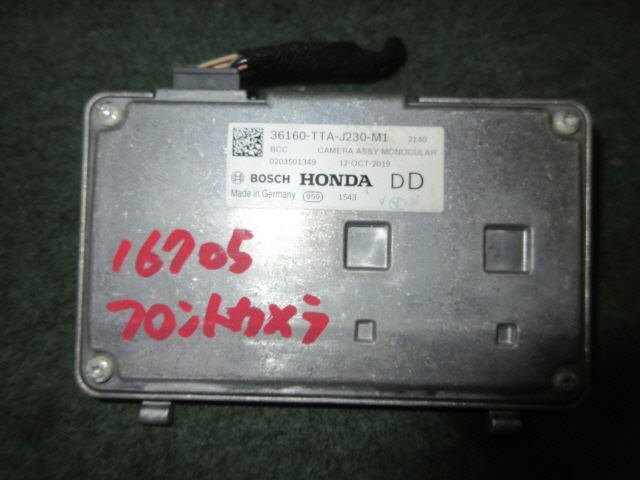 36160-TTA-J230-M1 2140
BCC CAMERA ASSY MONOCULAR
0203501349 12-OCT-2019
BOSCH HONDA DD
Made in Germany 050 1543
16705
フロントカメラ